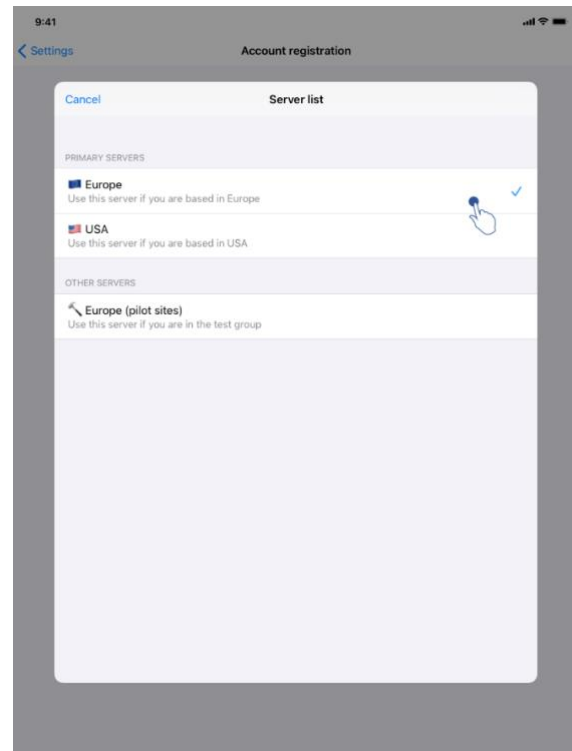 9:41
Settings
Account registration
Cancel
Server list
PRIMARY SERVERS
Europe
Use this server if you are based in Europe
USA
Use this server if you are based in USA
OTHER SERVERS
Europe (pilot sites)
Use this server if you are in the test group